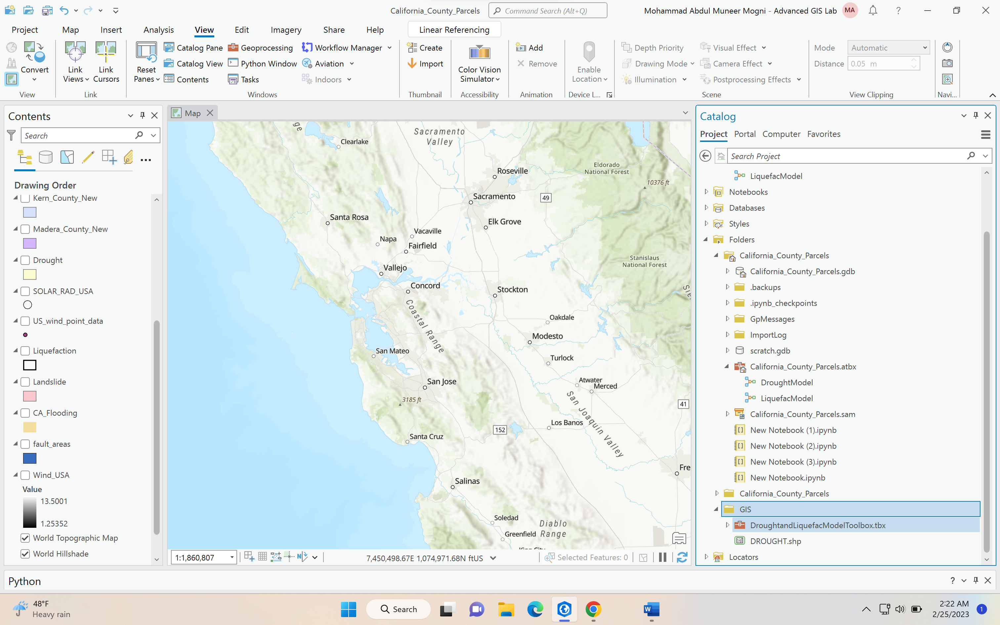 California_County_Parcels
Command Search (Alt+Q)
Mohammad Abdul Muneer Mogni - Advanced GIS Lab
MA
?
Project
Map
Insert
Analysis
View
Edit
Imagery
Share
Help
Linear Referencing
Convert
View
Link Views
Link Cursors
Link
Reset Panes
Catalog Pane
Catalog View
Contents
Geoprocessing
Python Window
Tasks
Workflow Manager
Aviation
Indoors
Windows
Create
Import
Thumbnail
Color Vision Simulator
Accessibility
Add
Remove
Animation
Enable Location
Device L...
Depth Priority
Drawing Mode
Illumination
Visual Effect
Camera Effect
Postprocessing Effects
Scene
Mode
Automatic
Distance
0.05 m
View Clipping
Navi...
Contents
Search
Drawing Order
Kern_County_New
Madera_County_New
Drought
SOLAR_RAD_USA
US_wind_point_data
Liquefaction
Landslide
CA_Flooding
fault_areas
Wind_USA
Value
13.5001
1.25352
World Topographic Map
World Hillshade
Map
ge
Clearlake
Sacramento
Valley
Roseville
Eldorado
National Forest
10376 ft
Sacramento
49
Santa Rosa
Elk Grove
Vacaville
Napa
Fairfield
Stanislaus
National Forest
Vallejo
Concord
Stockton
Sie
Coastal Range
Oakdale
Modesto
San Mateo
Turlock
San Jose
Atwater
Merced
3185 ft
41
San Joaquin Valley
Los Banos
152
Santa Cruz
Fre
Salinas
Soledad
Diablo
Range
Greenfield
King City
1:1,860,807
7,450,498.67E 1,074,971.68N ftUS
Selected Features: 0
Catalog
Project
Portal
Computer
Favorites
Search Project
LiquefacModel
Notebooks
Databases
Styles
Folders
California_County_Parcels
California_County_Parcels.gdb
.backups
.ipynb_checkpoints
GpMessages
ImportLog
scratch.gdb
California_County_Parcels.atbx
DroughtModel
LiquefacModel
California_County_Parcels.sam
New Notebook (1).ipynb
New Notebook (2).ipynb
New Notebook (3).ipynb
New Notebook.ipynb
California_County_Parcels
GIS
DroughtandLiquefacModelToolbox.tbx
DROUGHT.shp
Locators
Python
?
48°F
Heavy rain
Search
2:22 AM
2/25/2023
1